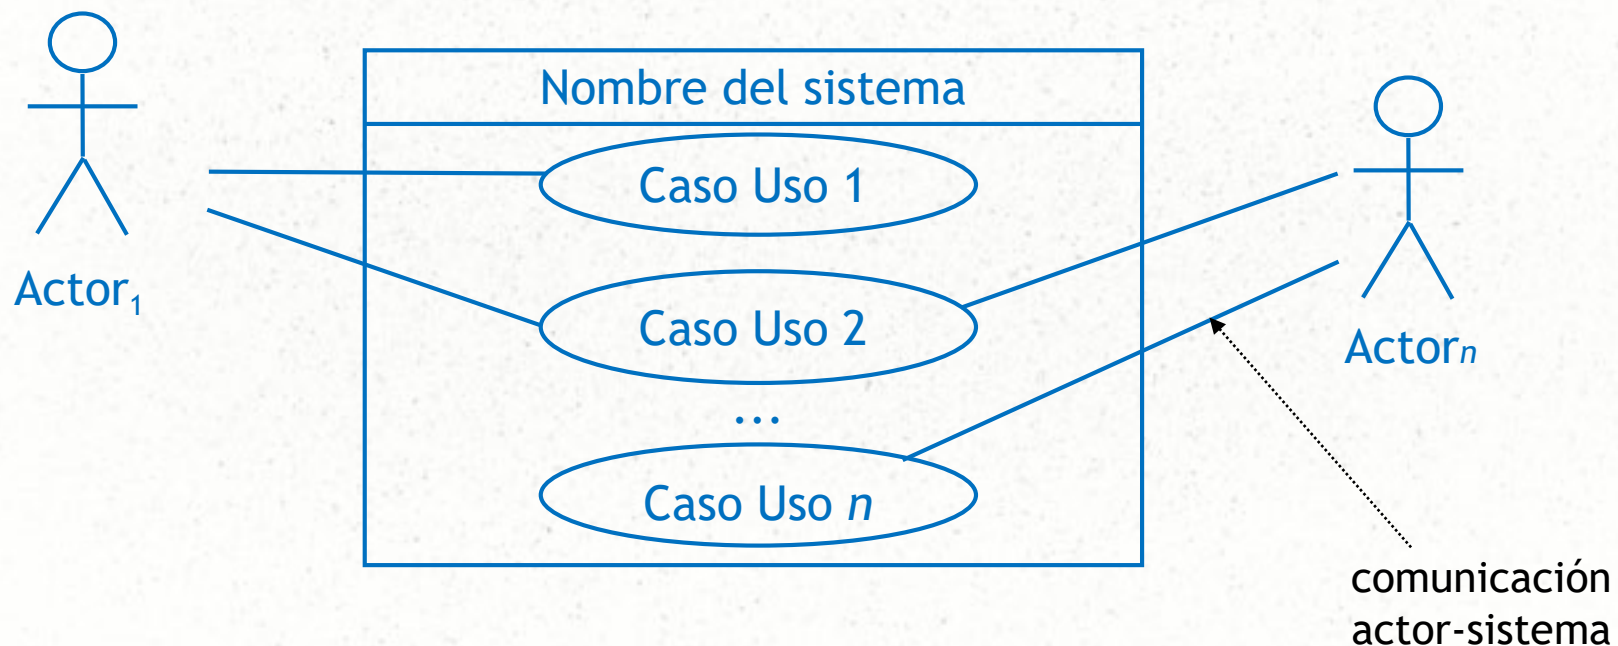 Nombre del sistema
Caso Uso 1
Actor1
Caso Uso 2
Actorn
...
Caso Uso n
comunicación
actor-sistema